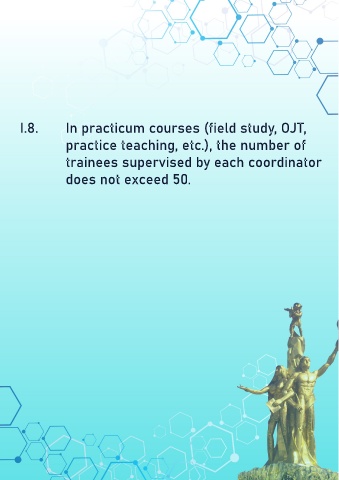 I.8. In practicum courses (field study, OJT,
practice teaching, etc.), the number of
trainees supervised by each coordinator
does not exceed 50.